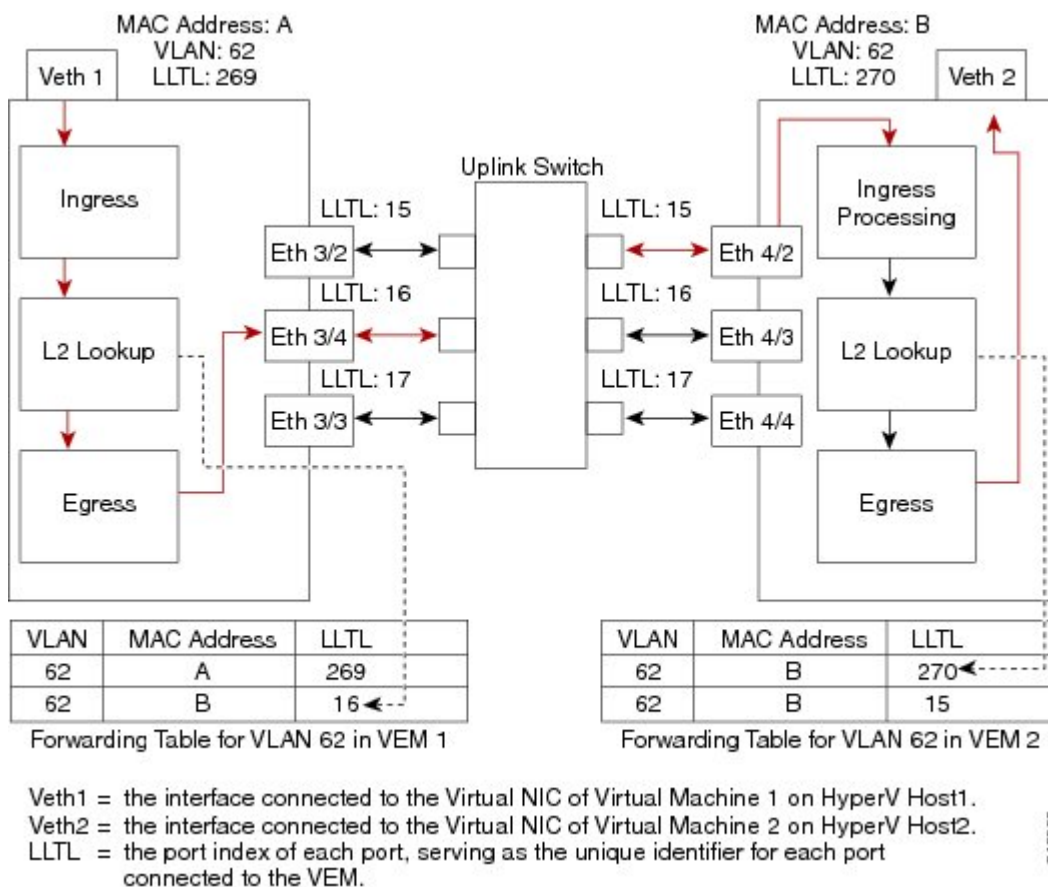 MAC Address: A
VLAN: 62
LLTL: 269
Veth 1
MAC Address: B
VLAN: 62
LLTL: 270
Veth 2
Ingress
L2 Lookup
Egress
Uplink Switch
LLTL: 15
Eth 3/2
LLTL: 16
Eth 3/4
LLTL: 17
Eth 3/3
LLTL: 15
Eth 4/2
LLTL: 16
Eth 4/3
LLTL: 17
Eth 4/4
Ingress
Processing
L2 Lookup
Egress
VLAN MAC Address LLTL
62 A 269
62 B 16
Forwarding Table for VLAN 62 in VEM 1
VLAN MAC Address LLTL
62 B 270
62 B 15
Forwarding Table for VLAN 62 in VEM 2
Veth1 = the interface connected to the Virtual NIC of Virtual Machine 1 on HyperV Host1.
Veth2 = the interface connected to the Virtual NIC of Virtual Machine 2 on HyperV Host2.
LLTL = the port index of each port, serving as the unique identifier for each port
connected to the VEM.